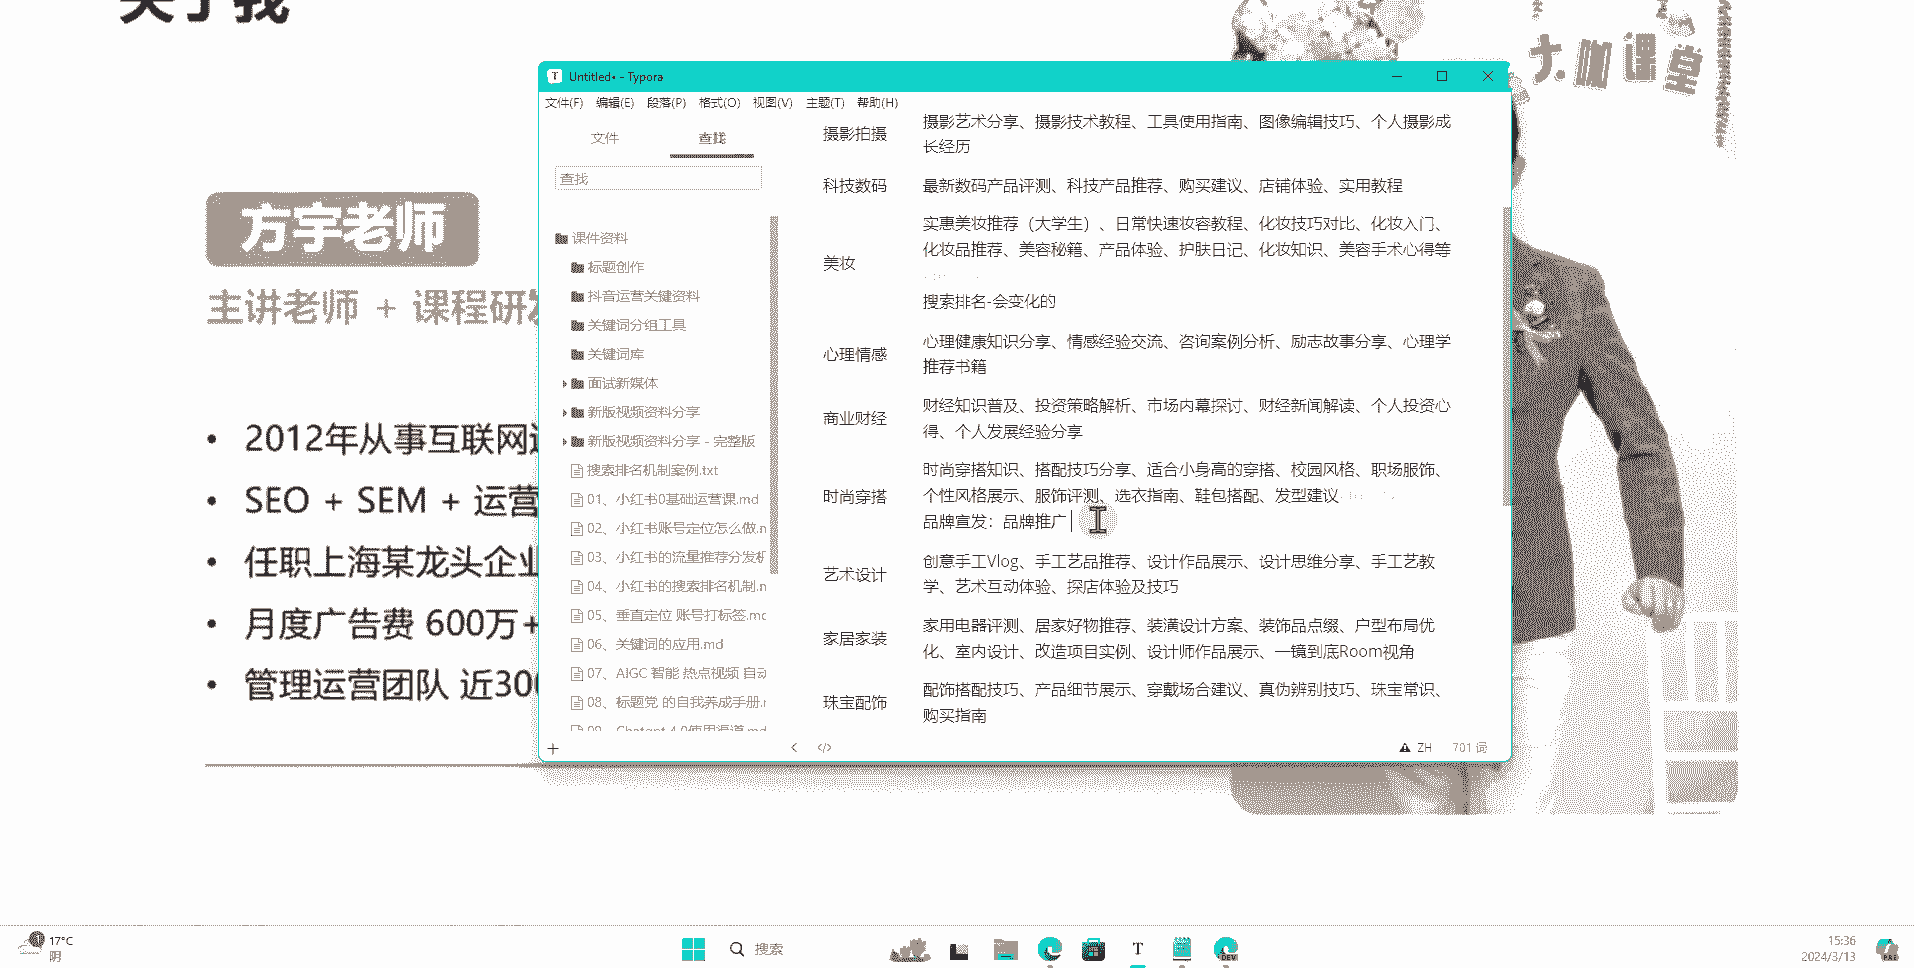 关于我
大咖课堂
方宇老师
主讲老师 + 课程研发
2012年从事互联网
SEO + SEM + 运营
任职上海某龙头企业
月度广告费 600万+
管理运营团队 近300
Untitled• - Typora
文件(F) 编辑(E) 段落(P) 格式(O) 视图(V) 主题(T) 帮助(H)
文件 查找
查找
课件资料
标题创作
抖音运营关键资料
关键词分组工具
关键词库
面试新媒体
新版视频资料分享
新版视频资料分享 - 完整版
搜索排名机制案例.txt
01、小红书0基础运营课.md
02、小红书账号定位怎么做.m
03、小红书的流量推荐分发机
04、小红书的搜索排名机制.m
05、垂直定位 账号打标签.md
06、关键词的应用.md
07、AIGC 智能 热点视频 自动
08、标题党 的自我养成手册.m
09、Chatgpt 4.0使用渠道.md
摄影拍摄
摄影艺术分享、摄影技术教程、工具使用指南、图像编辑技巧、个人摄影成
长经历
科技数码
最新数码产品评测、科技产品推荐、购买建议、店铺体验、实用教程
美妆
实惠美妆推荐（大学生）、日常快速妆容教程、化妆技巧对比、化妆入门、
化妆品推荐、美容秘籍、产品体验、护肤日记、化妆知识、美容手术心得等
搜索排名-会变化的
心理情感
心理健康知识分享、情感经验交流、咨询案例分析、励志故事分享、心理学
推荐书籍
商业财经
财经知识普及、投资策略解析、市场内幕探讨、财经新闻解读、个人投资心
得、个人发展经验分享
时尚穿搭
时尚穿搭知识、搭配技巧分享、适合小身高的穿搭、校园风格、职场服饰、
个性风格展示、服饰评测、选衣指南、鞋包搭配、发型建议
品牌宣发：品牌推广
艺术设计
创意手工Vlog、手工艺品推荐、设计作品展示、设计思维分享、手工艺教
学、艺术互动体验、探店体验及技巧
家居家装
家用电器评测、居家好物推荐、装潢设计方案、装饰品点缀、户型布局优
化、室内设计、改造项目实例、设计师作品展示、一镜到底Room视角
珠宝配饰
配饰搭配技巧、产品细节展示、穿戴场合建议、真伪辨别技巧、珠宝常识、
购买指南
ZH 701 词
17°C
阴
搜索
DEV
15:36
2024/3/13
PRE